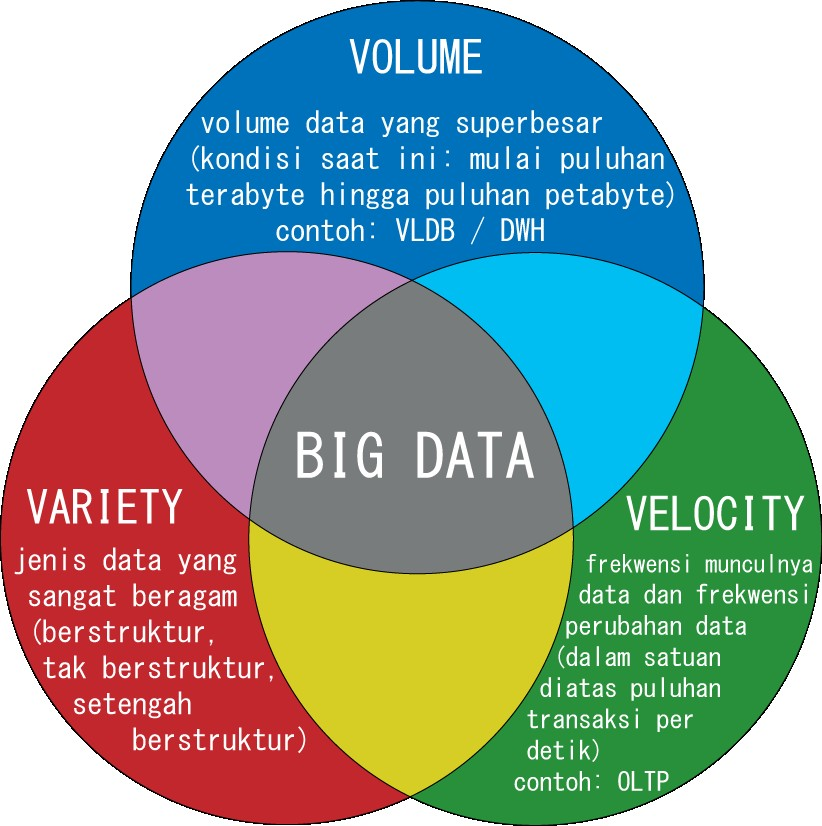 VOLUME
volume data yang superbesar
(kondisi saat ini: mulai puluhan
terabyte hingga puluhan petabyte)
contoh: VLDB / DWH
BIG DATA
VARIETY
jenis data yang
sangat beragam
(berstruktur,
tak berstruktur,
setengah
berstruktur)
VELOCITY
frekwensi munculnya
data dan frekwensi
perubahan data
(dalam satuan
diatas puluhan
transaksi per
detik)
contoh: OLTP